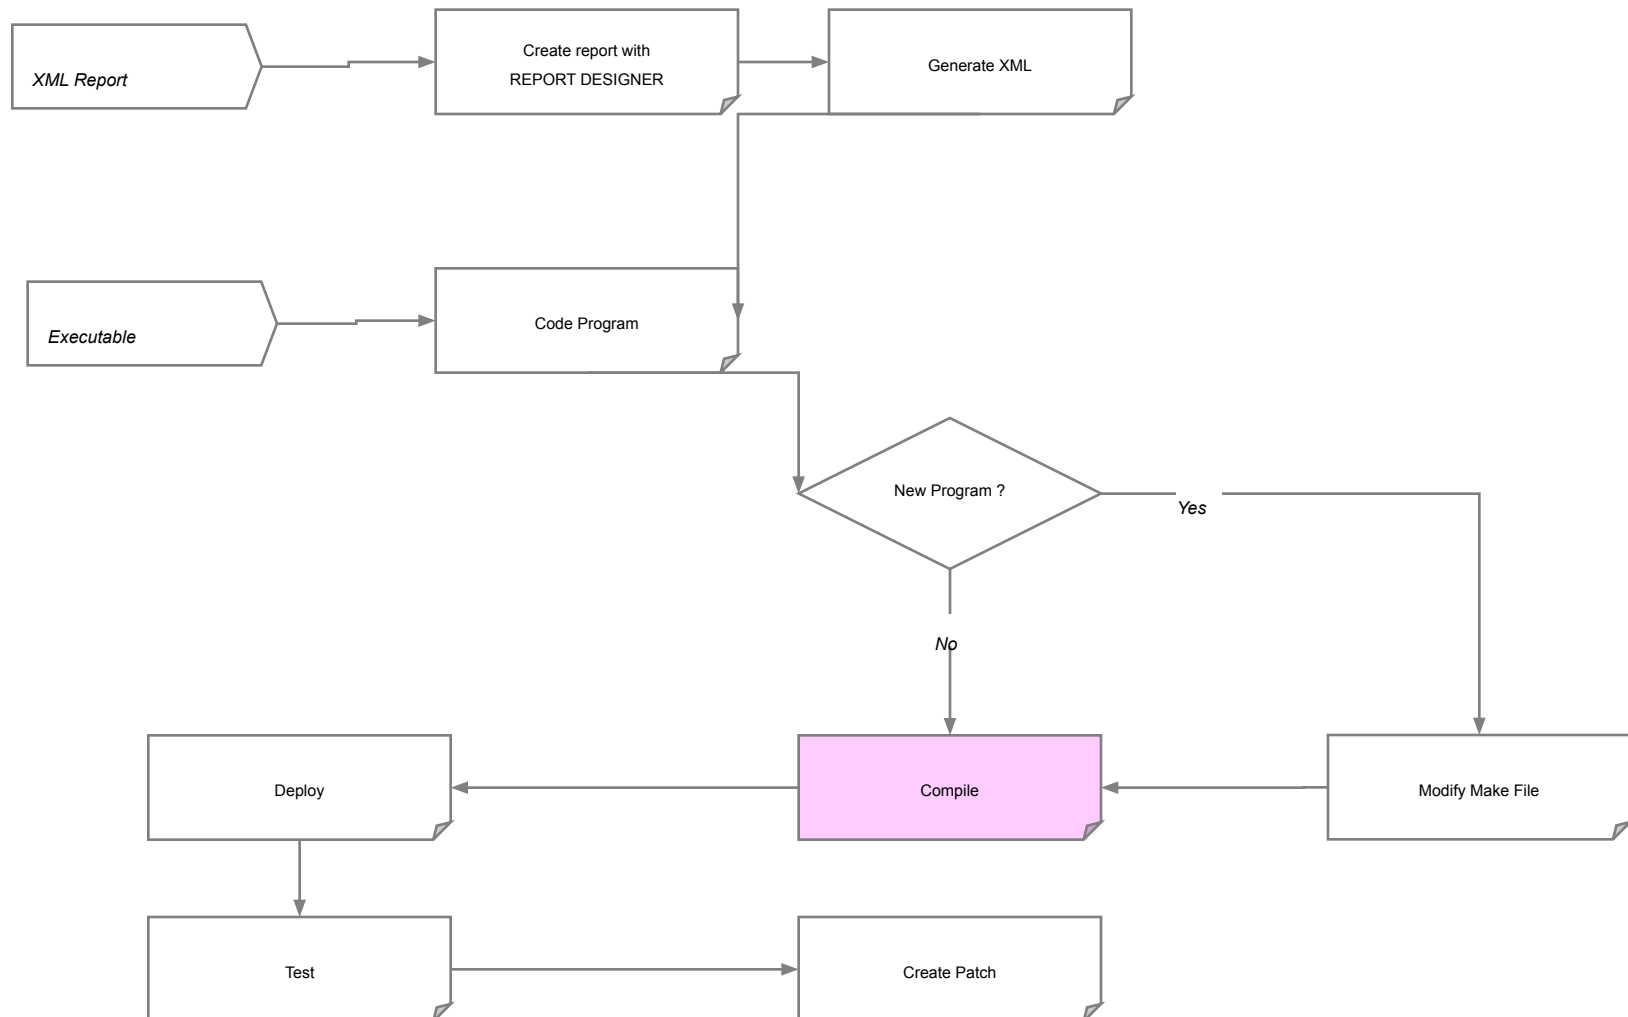 XML Report
Create report with
REPORT DESIGNER
Generate XML
Executable
Code Program
New Program ?
Yes
No
Deploy
Compile
Modify Make File
Test
Create Patch